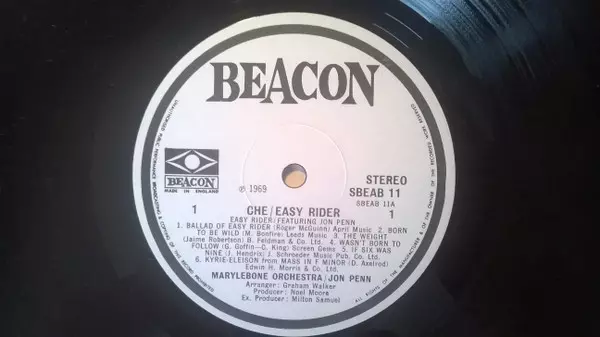 BEACON
BEACON
MADE IN ENGLAND
℗ 1969
STEREO
SBEAB 11
SBEAB 11A
1
1
CHE/EASY RIDER
EASY RIDER/FEATURING JON PENN
1. BALLAD OF EASY RIDER (Roger McGuinn) April Music 2. BORN
TO BE WILD (M. Bonfire) Leeds Music 3. THE WEIGHT
(Jaime Robertson) B. Feldman & Co. Ltd. 4. WASN'T BORN TO
FOLLOW (G. Goffin-C. King) Screen Gems 5. IF SIX WAS
NINE (J. Hendrix) J. Schroeder Music Pub. Co. Ltd.
6. KYRIE-ELEISON from MASS IN F MINOR (D. Axelrod)
Edwin H. Morris & Co. Ltd.
MARYLEBONE ORCHESTRA/JON PENN
Arranger: Graham Walker
Producer: Noel Moore
Ex. Producer: Milton Samuel